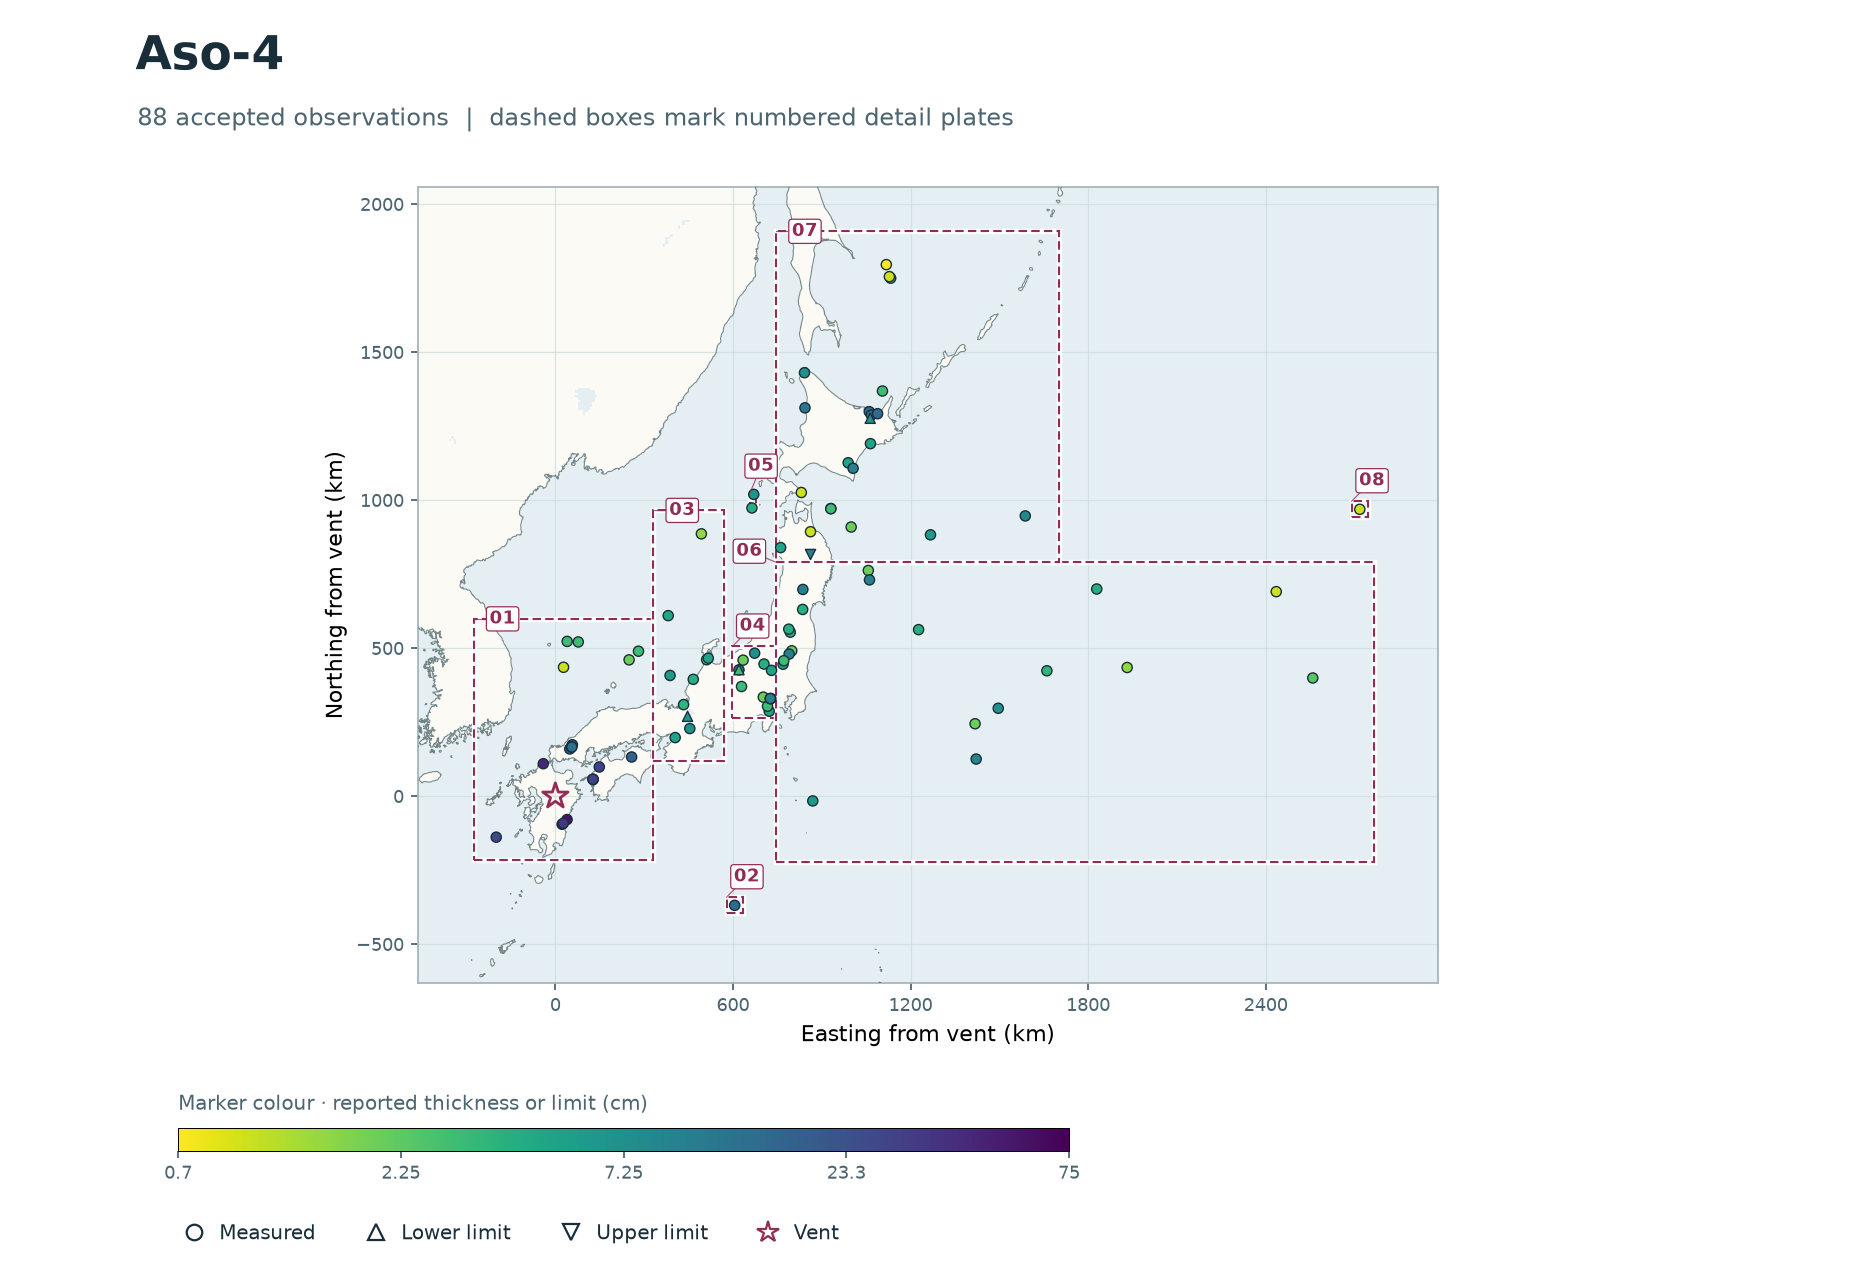 Aso-4
88 accepted observations | dashed boxes mark numbered detail plates
2000
1500
1000
500
0
−500
Northing from vent (km)
07
05
08
03
06
01
04
02
0 600 1200 1800 2400
Easting from vent (km)
Marker colour · reported thickness or limit (cm)
0.7 2.25 7.25 23.3 75
Measured Lower limit Upper limit Vent